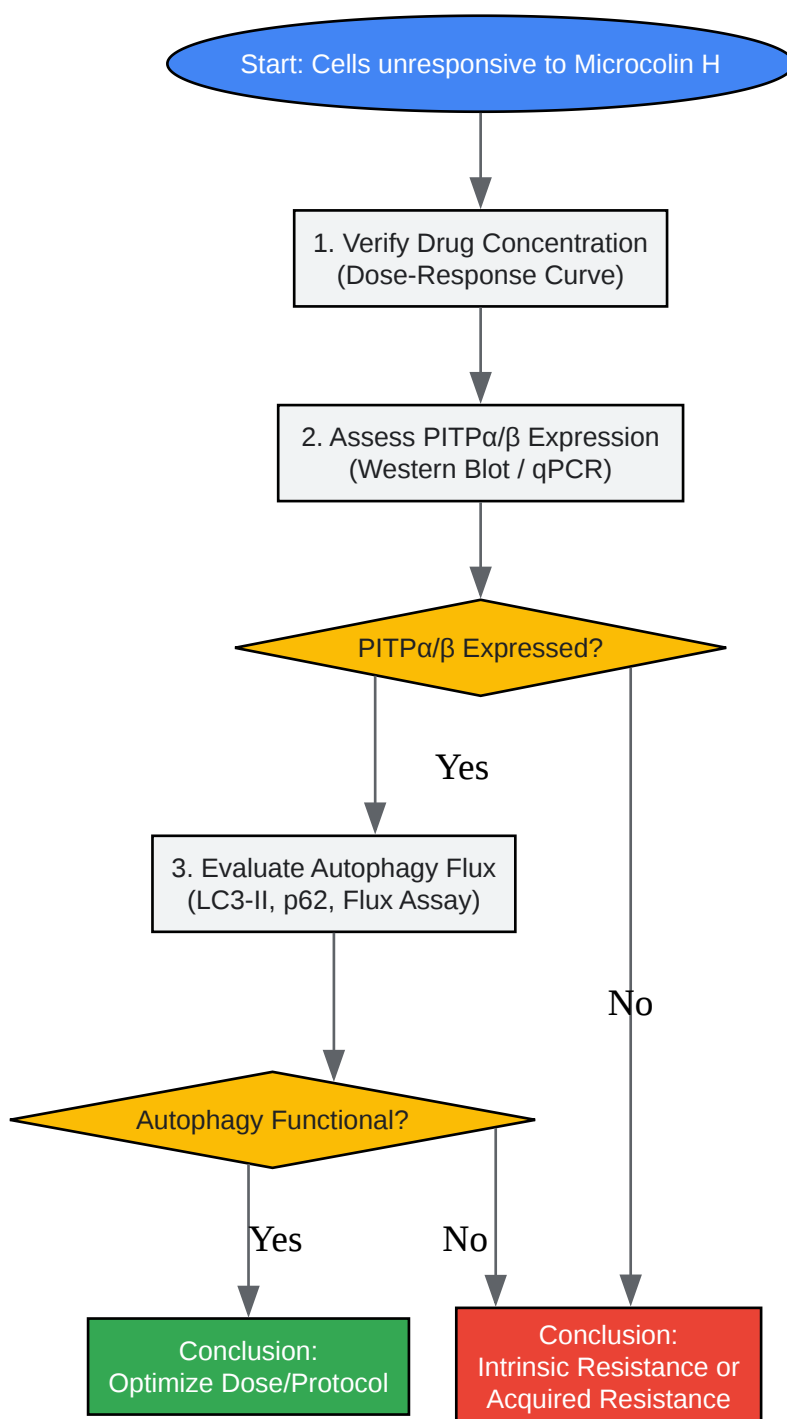 Start: Cells unresponsive to Microcolin H
1. Verify Drug Concentration
(Dose-Response Curve)
2. Assess PITPα/β Expression
(Western Blot / qPCR)
PITPα/β Expressed?
Yes
3. Evaluate Autophagy Flux
(LC3-II, p62, Flux Assay)
No
Autophagy Functional?
Yes
No
Conclusion:
Optimize Dose/Protocol
Conclusion:
Intrinsic Resistance or
Acquired Resistance